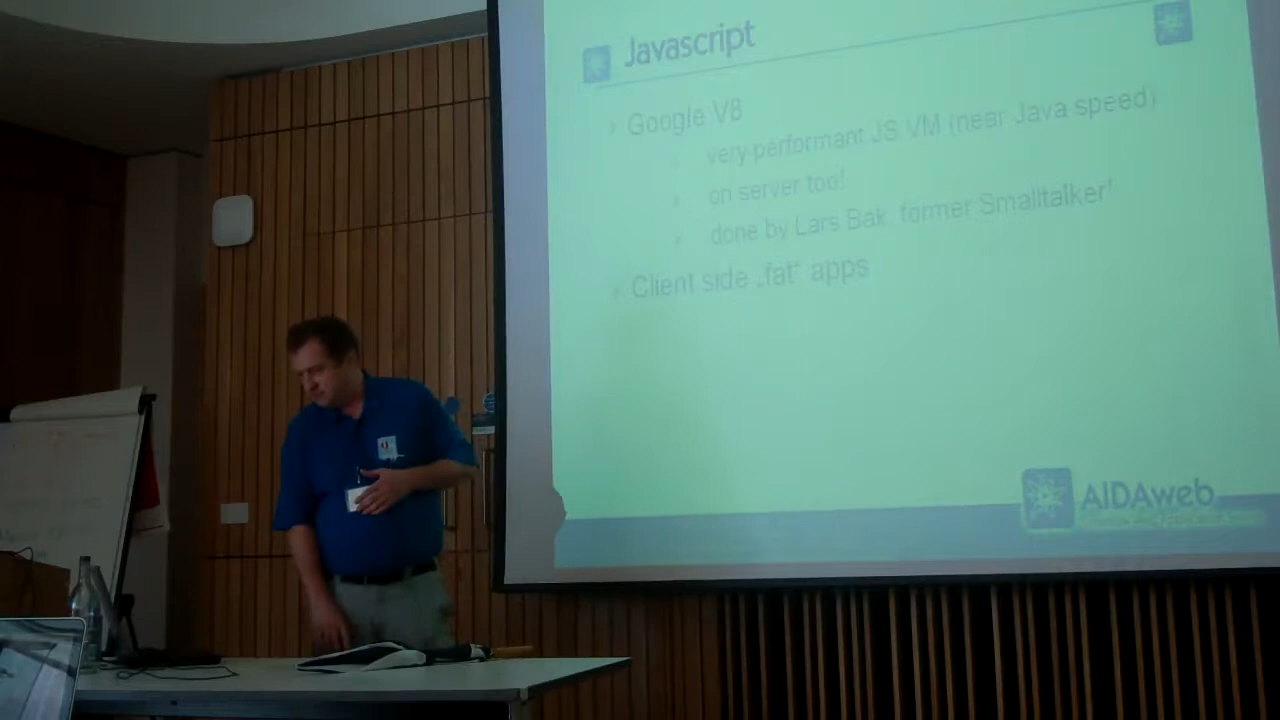 Javascript
Google V8
very performant JS VM (near Java speed)
on server too!
done by Lars Bak, former Smalltalker!
Client side „fat“ apps
AIDAweb